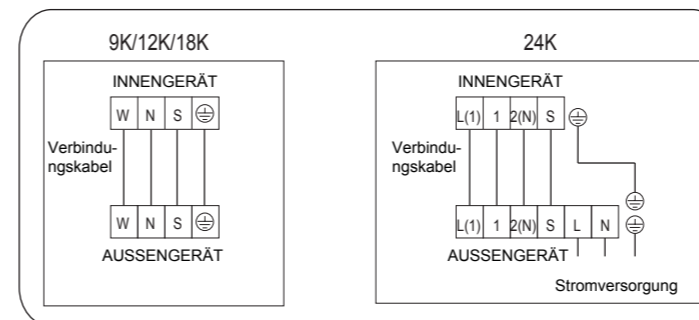 9K/12K/18K
INNENGERÄT
W N S
Verbindu-
ngskabel
W N S
AUSSENGERÄT
24K
INNENGERÄT
L(1) 1 2(N) S
Verbindu-
ngskabel
L(1) 1 2(N) S L N
AUSSENGERÄT
Stromversorgung